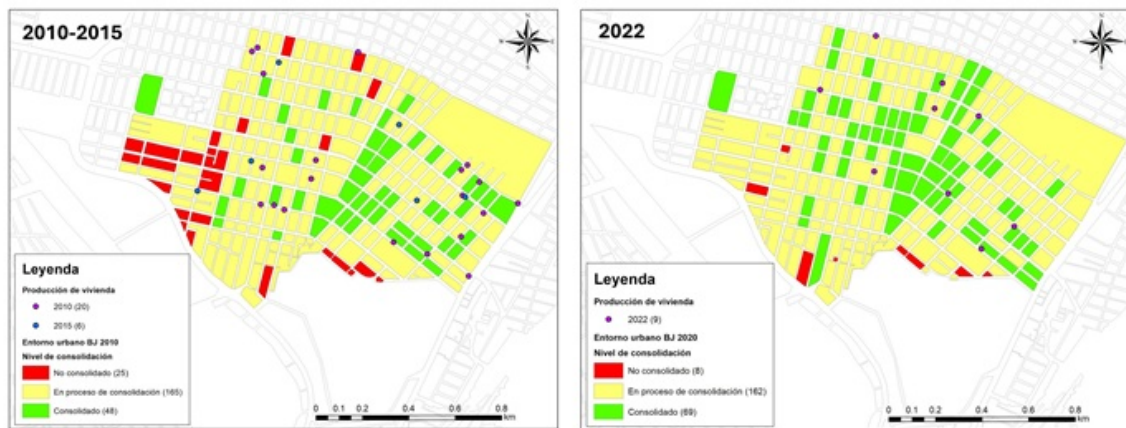 2010-2015
N
W
E
S
Leyenda
Producción de vivienda
2010 (20)
2015 (6)
Entorno urbano BJ 2010
Nivel de consolidación
No consolidado (25)
En proceso de consolidación (165)
Consolidado (48)
0 0.1 0.2 0.4 0.6 0.8
km
2022
N
W
E
S
Leyenda
Producción de vivienda
2022 (9)
Entorno urbano BJ 2020
Nivel de consolidación
No consolidado (8)
En proceso de consolidación (162)
Consolidado (69)
0 0.1 0.2 0.4 0.6 0.8
km